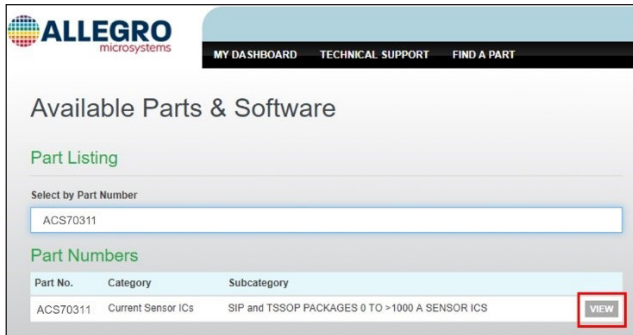 ALLEGRO
microsystems
MY DASHBOARD TECHNICAL SUPPORT FIND A PART
Available Parts & Software
Part Listing
Select by Part Number
ACS70311
Part Numbers
Part No. Category Subcategory
ACS70311 Current Sensor ICs SIP and TSSOP PACKAGES 0 TO >1000 A SENSOR ICS VIEW